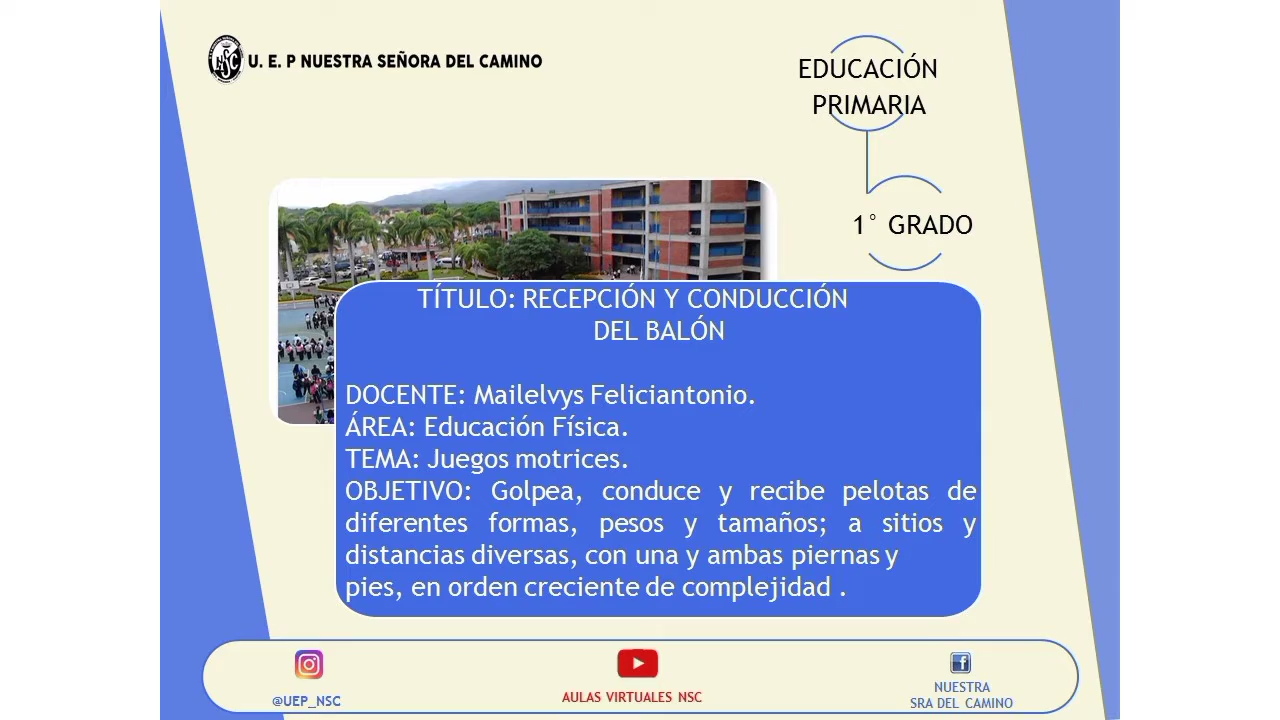 U. E. P NUESTRA SEÑORA DEL CAMINO
EDUCACIÓN
PRIMARIA
1° GRADO
TÍTULO: RECEPCIÓN Y CONDUCCIÓN
DEL BALÓN
DOCENTE: Mailelvys Feliciantonio.
ÁREA: Educación Física.
TEMA: Juegos motrices.
OBJETIVO: Golpea, conduce y recibe pelotas de
diferentes formas, pesos y tamaños; a sitios y
distancias diversas, con una y ambas piernas y
pies, en orden creciente de complejidad .
@UEP_NSC
AULAS VIRTUALES NSC
NUESTRA
SRA DEL CAMINO